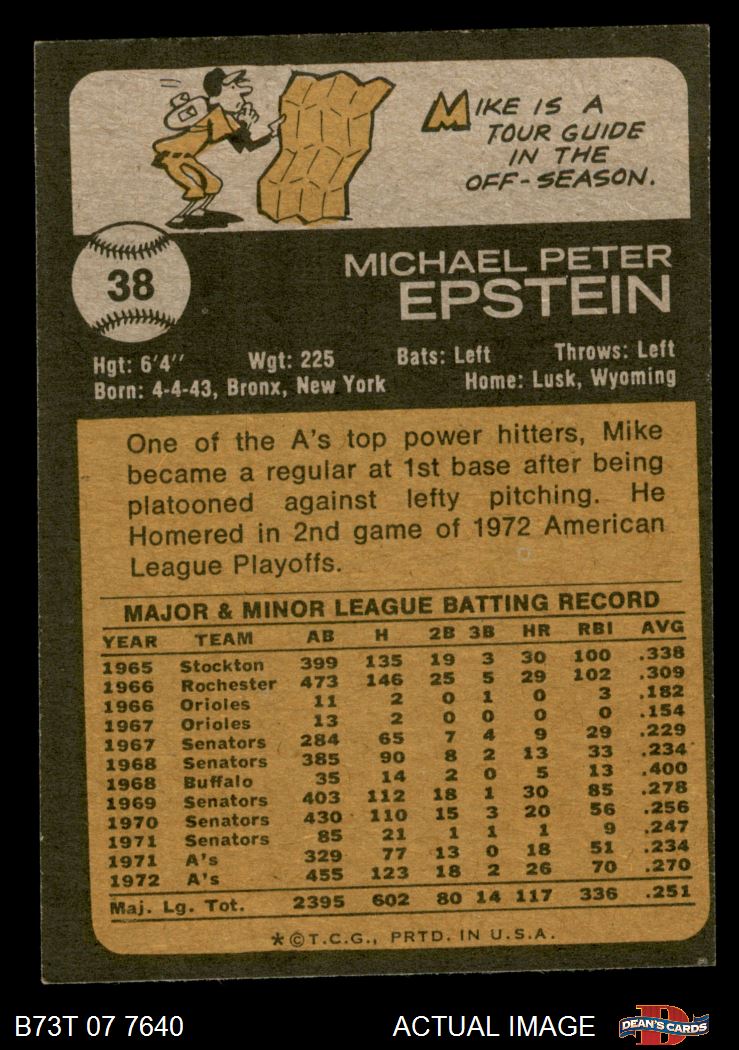 MIKE IS A
TOUR GUIDE
IN THE
OFF-SEASON.
38
MICHAEL PETER
EPSTEIN
Hgt: 6'4'' Wgt: 225 Bats: Left Throws: Left
Born: 4-4-43, Bronx, New York Home: Lusk, Wyoming
One of the A's top power hitters, Mike
became a regular at 1st base after being
platooned against lefty pitching. He
Homered in 2nd game of 1972 American
League Playoffs.
MAJOR & MINOR LEAGUE BATTING RECORD
YEAR TEAM AB H 2B 3B HR RBI AVG
1965 Stockton 399 135 19 3 30 100 .338
1966 Rochester 473 146 25 5 29 102 .309
1966 Orioles 11 2 0 1 0 3 .182
1967 Orioles 13 2 0 0 0 0 .154
1967 Senators 284 65 7 4 9 29 .229
1968 Senators 385 90 8 2 13 33 .234
1968 Buffalo 35 14 2 0 5 13 .400
1969 Senators 403 112 18 1 30 85 .278
1970 Senators 430 110 15 3 20 56 .256
1971 Senators 85 21 1 1 1 9 .247
1971 A's 329 77 13 0 18 51 .234
1972 A's 455 123 18 2 26 70 .270
Maj. Lg. Tot. 2395 602 80 14 117 336 .251
*©T.C.G., PRTD. IN U.S.A.
B73T 07 7640 ACTUAL IMAGE D DEAN'S CARDS